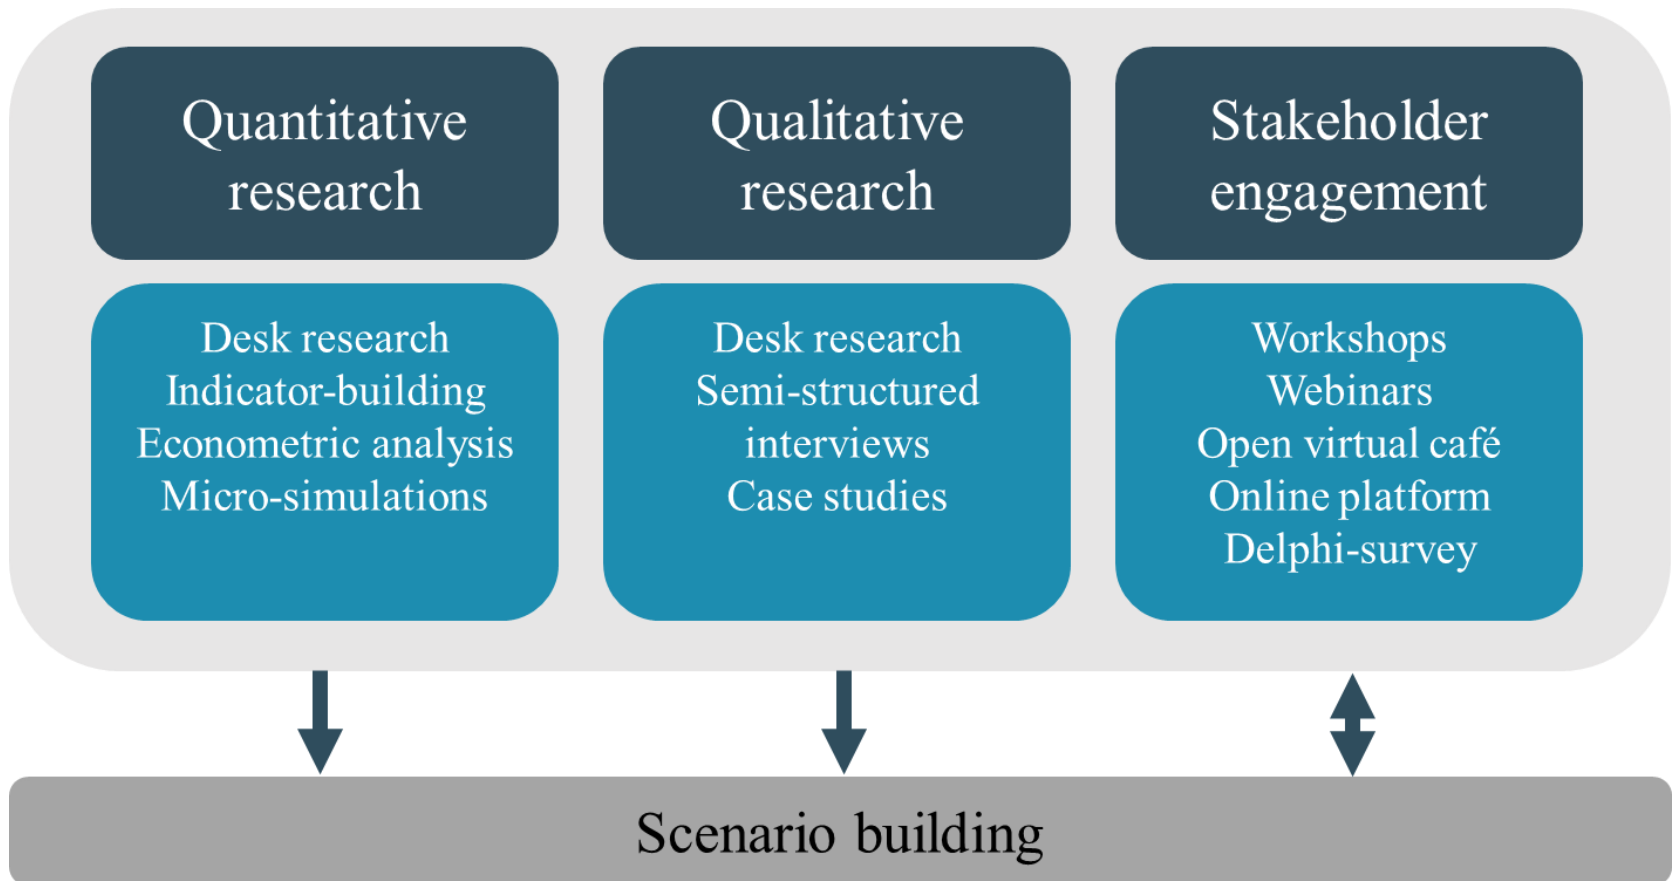 Quantitative
research
Qualitative
research
Stakeholder
engagement
Desk research
Indicator-building
Econometric analysis
Micro-simulations
Desk research
Semi-structured
interviews
Case studies
Workshops
Webinars
Open virtual café
Online platform
Delphi-survey
Scenario building